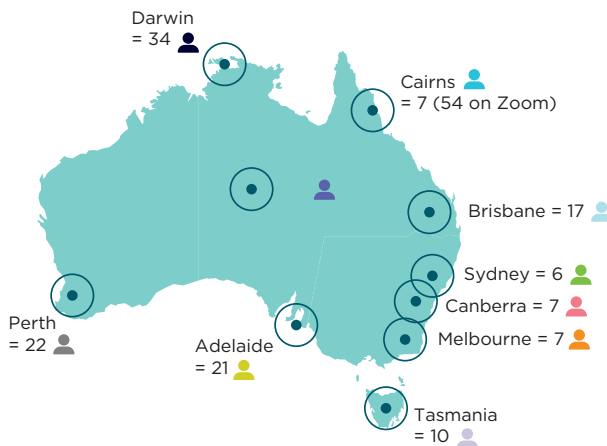 Darwin
= 34
Cairns
= 7 (54 on Zoom)
Brisbane = 17
Sydney = 6
Canberra = 7
Melbourne = 7
Perth
= 22
Adelaide
= 21
Tasmania
= 10